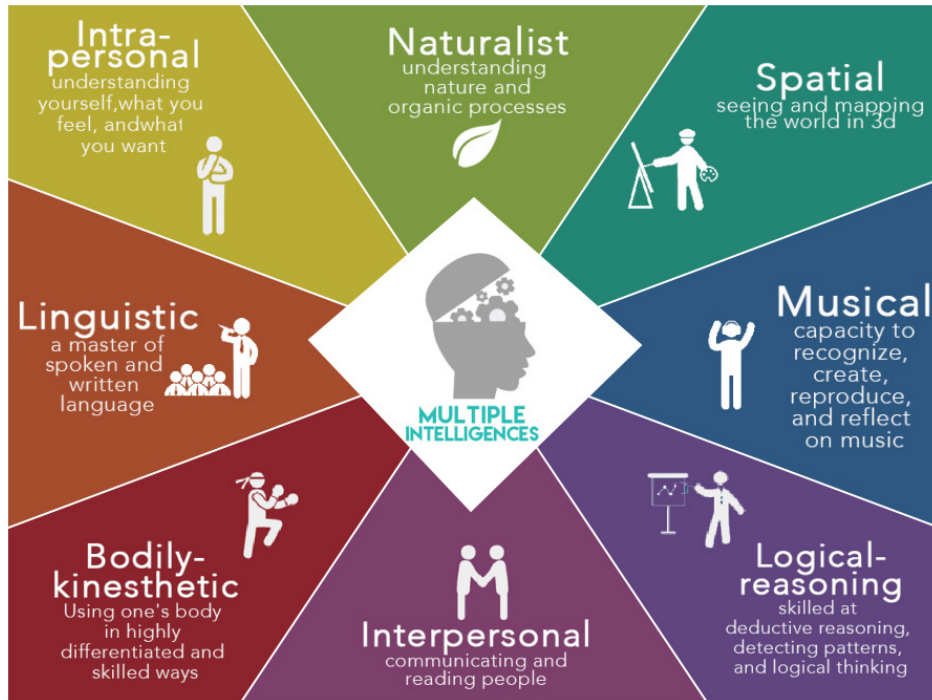 Intra-
personal
understanding
yourself,what you
feel, andwhat
you want
Naturalist
understanding
nature and
organic processes
Spatial
seeing and mapping
the world in 3d
Linguistic
a master of
spoken and
written
language
MULTIPLE
INTELLIGENCES
Musical
capacity to
recognize,
create,
reproduce,
and reflect
on music
Bodily-
kinesthetic
Using one's body
in highly
differentiated and
skilled ways
Interpersonal
communicating and
reading people
Logical-
reasoning
skilled at
deductive reasoning,
detecting patterns,
and logical thinking